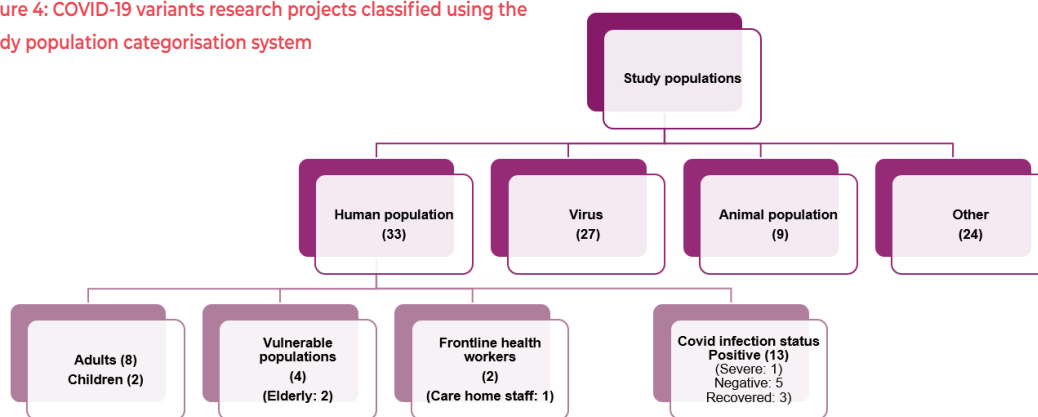 ure 4: COVID-19 variants research projects classified using the
dy population categorisation system
Study populations
Human population
(33)
Virus
(27)
Animal population
(9)
Other
(24)
Adults (8)
Children (2)
Vulnerable
populations
(4)
(Elderly: 2)
Frontline health
workers
(2)
(Care home staff: 1)
Covid infection status
Positive (13)
(Severe: 1)
Negative: 5
Recovered: 3)